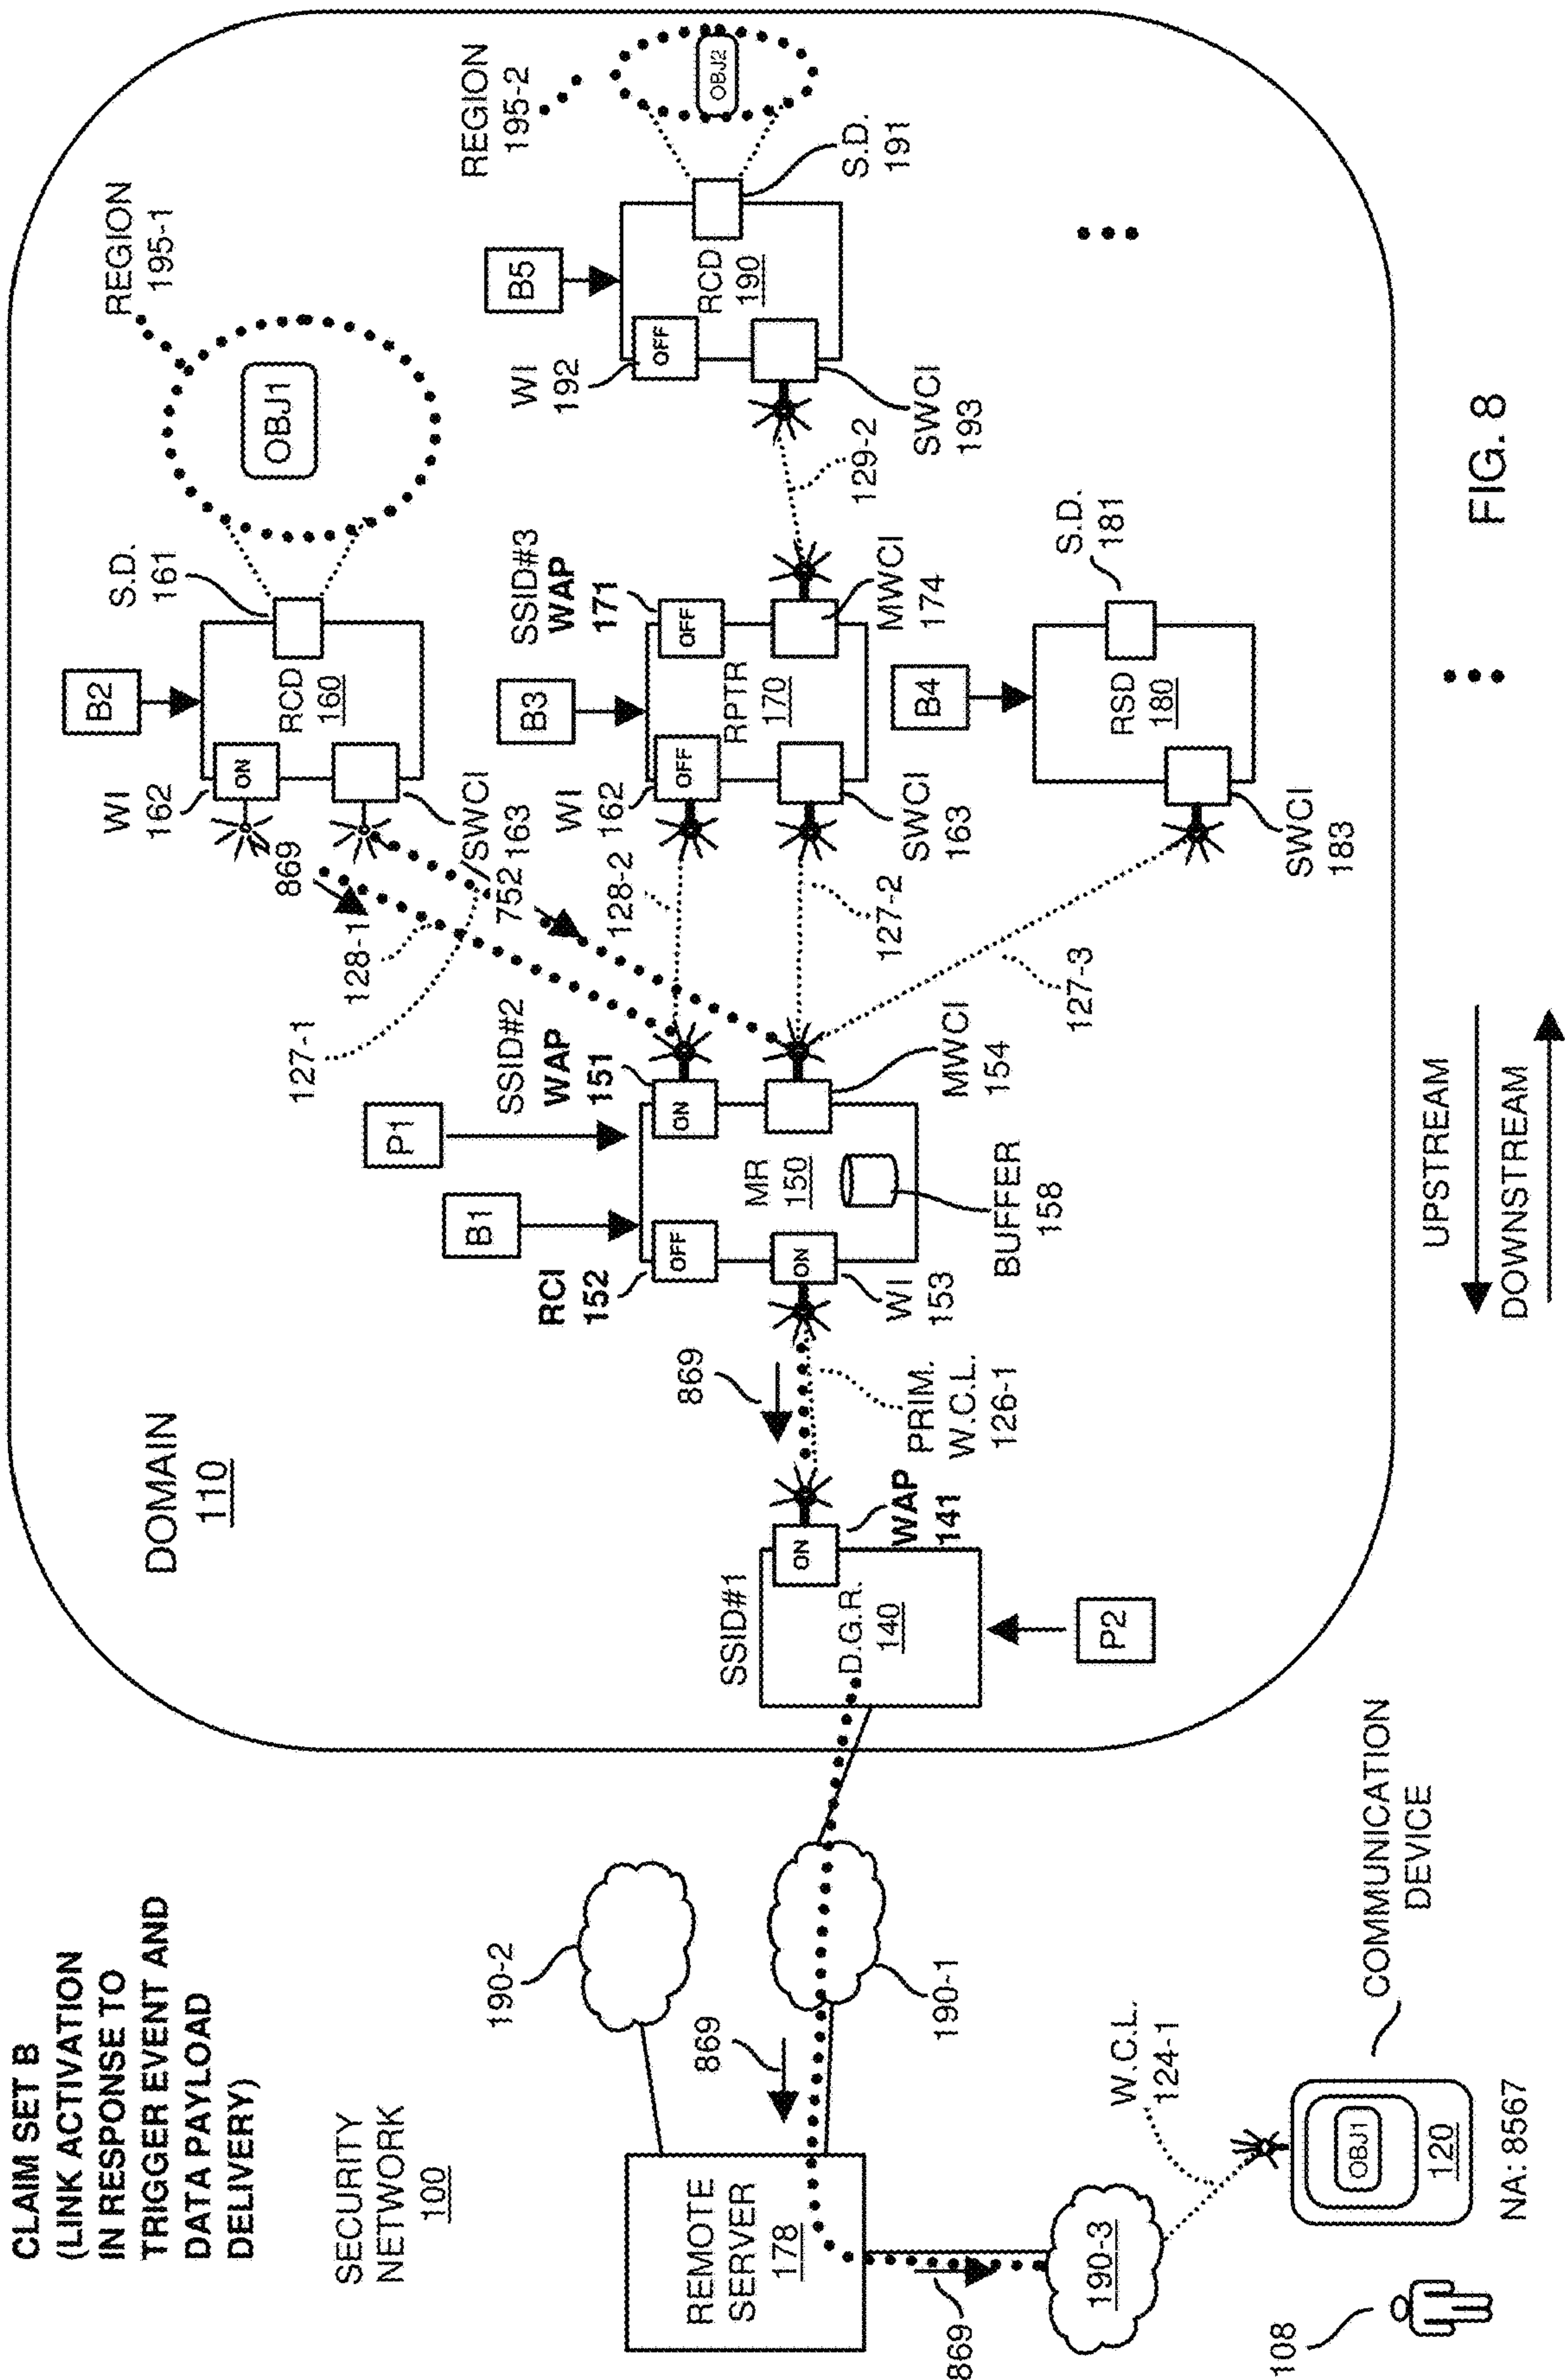 CLAIM SET B
(LINK ACTIVATION
IN RESPONSE TO
TRIGGER EVENT AND
DATA PAYLOAD
DELIVERY)
SECURITY
NETWORK
100
DOMAIN
110
REGION
195-1
OBJ1
REGION
195-2
OBJ2
B2
S.D.
161
RCD
160
WI
162
ON
SWCI
163
869
752
128-1
127-1
B5
RCD
190
WI
192
OFF
S.D.
191
SWCI
193
129-2
B3
SSID#3
WAP
171
OFF
RPTR
170
WI
162
OFF
MWCI
174
SWCI
163
128-2
127-2
B4
S.D.
181
RSD
180
SWCI
183
127-3
P1
B1
SSID#2
WAP
151
ON
RCI
152
OFF
MR
150
MWCI
154
BUFFER
158
ON
WI
153
869
PRIM.
W.C.L.
126-1
SSID#1
ON
WAP
141
D.G.R.
140
P2
190-2
190-1
869
REMOTE
SERVER
178
869
190-3
W.C.L.
124-1
COMMUNICATION
DEVICE
OBJ1
120
NA: 8567
108
UPSTREAM
DOWNSTREAM
FIG. 8